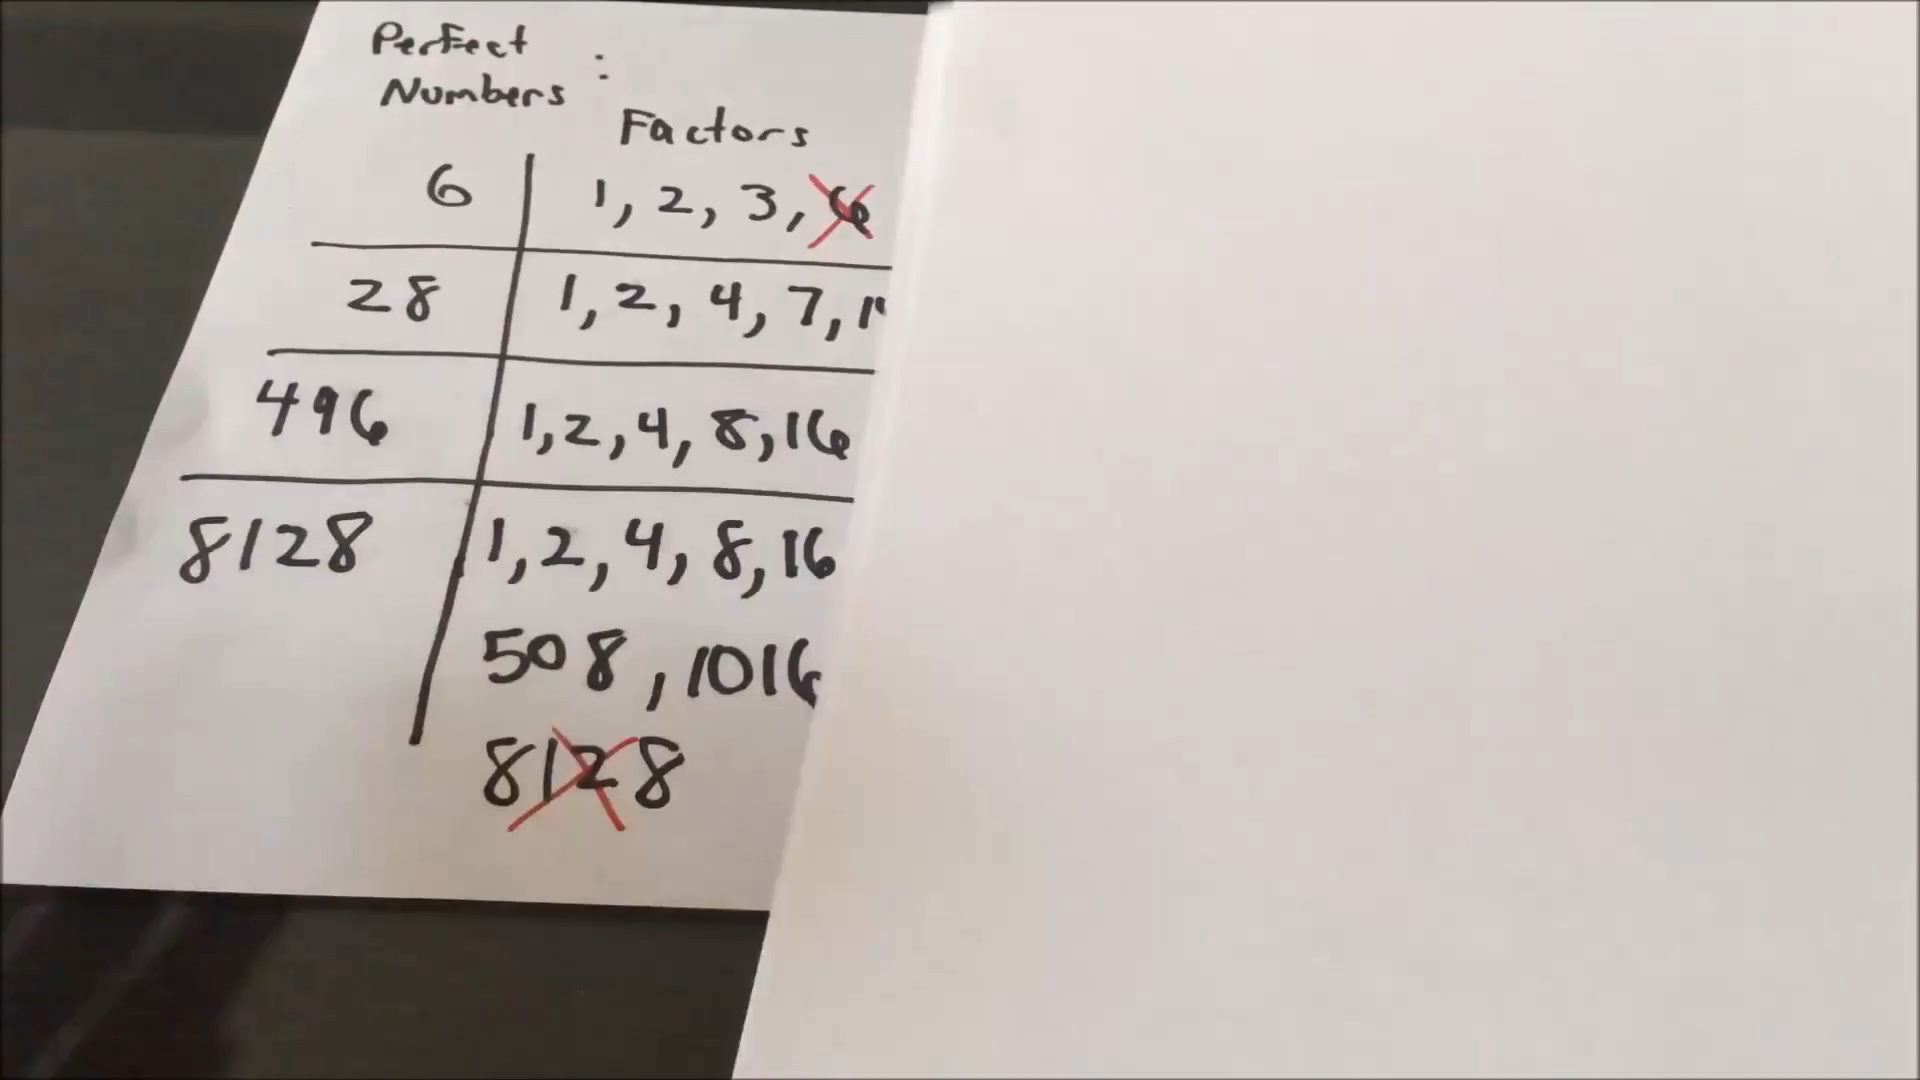 Perfect
Numbers :
Factors
6 1, 2, 3, 6
28 1, 2, 4, 7, 1
496 1, 2, 4, 8, 16
8128 1, 2, 4, 8, 16
508, 1016
8128